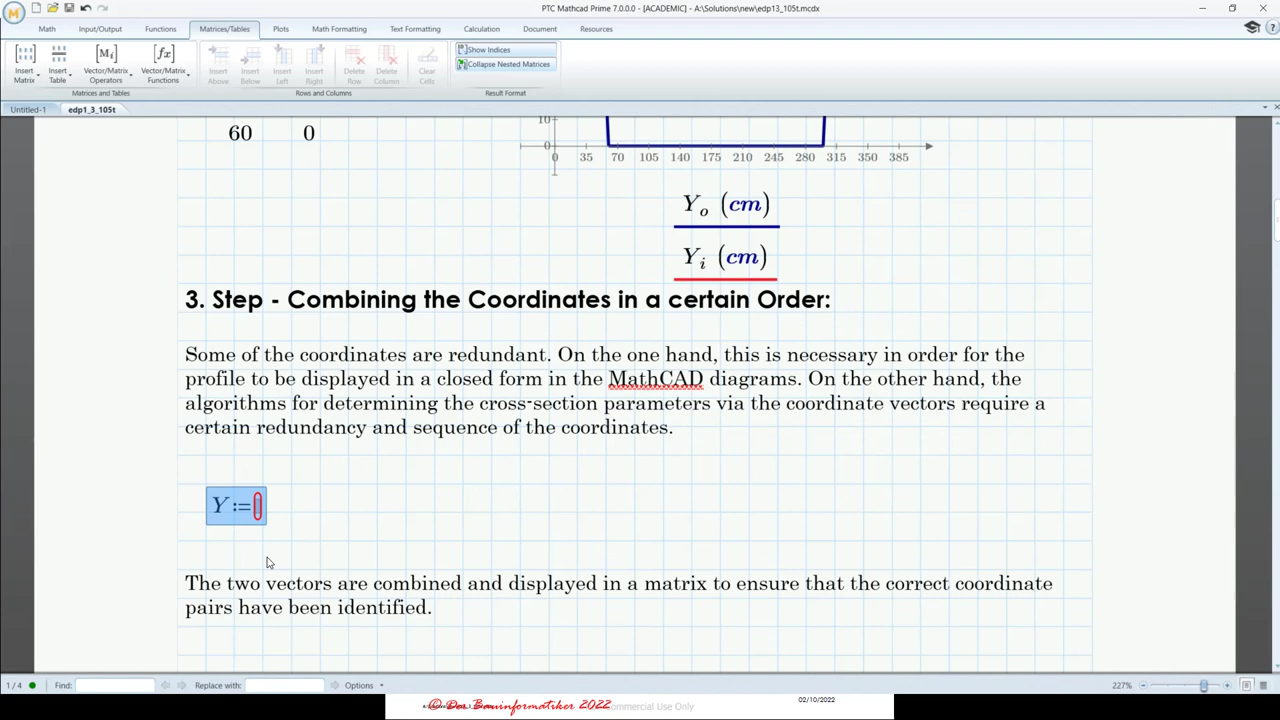 PTC Mathcad Prime 7.0.0.0 - [ACADEMIC] - A:\Solutions\new\edp13_105t.mcdx
Math Input/Output Functions Matrices/Tables Plots Math Formatting Text Formatting Calculation Document Resources
Insert Matrix
Insert Table
Vector/Matrix Operators
Vector/Matrix Functions
Insert Above
Insert Below
Insert Left
Insert Right
Delete Row
Delete Column
Clear Cells
Show Indices
Collapse Nested Matrices
Matrices and Tables Rows and Columns Result Format
Untitled-1 edp1_3_105t
10
60 0
0
0 35 70 105 140 175 210 245 280 315 350 385
Yo (cm)
Yi (cm)
3. Step - Combining the Coordinates in a certain Order:
Some of the coordinates are redundant. On the one hand, this is necessary in order for the
profile to be displayed in a closed form in the MathCAD diagrams. On the other hand, the
algorithms for determining the cross-section parameters via the coordinate vectors require a
certain redundancy and sequence of the coordinates.
Y :=
The two vectors are combined and displayed in a matrix to ensure that the correct coordinate
pairs have been identified.
1 / 4 Find: Replace with: Options 227%
© Der Bauinformatiker 2022
Commercial Use Only
02/10/2022